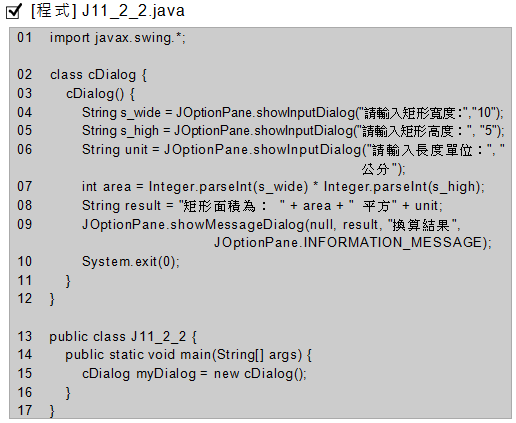 [程式] J11_2_2.java
01 import javax.swing.*;
02 class cDialog {
03 cDialog() {
04 String s_wide = JOptionPane.showInputDialog("請輸入矩形寬度:","10");
05 String s_high = JOptionPane.showInputDialog("請輸入矩形高度:", "5");
06 String unit = JOptionPane.showInputDialog("請輸入長度單位:", "
公分");
07 int area = Integer.parseInt(s_wide) * Integer.parseInt(s_high);
08 String result = "矩形面積為: " + area + " 平方" + unit;
09 JOptionPane.showMessageDialog(null, result, "換算結果",
JOptionPane.INFORMATION_MESSAGE);
10 System.exit(0);
11 }
12 }
13 public class J11_2_2 {
14 public static void main(String[] args) {
15 cDialog myDialog = new cDialog();
16 }
17 }